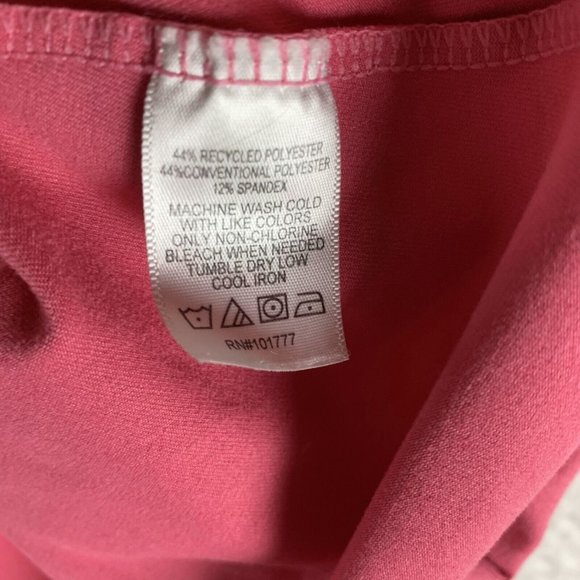 44% RECYCLED POLYESTER
44%CONVENTIONAL POLYESTER
12% SPANDEX
MACHINE WASH COLD
WITH LIKE COLORS
ONLY NON-CHLORINE
BLEACH WHEN NEEDED
TUMBLE DRY LOW
COOL IRON
RN#101777